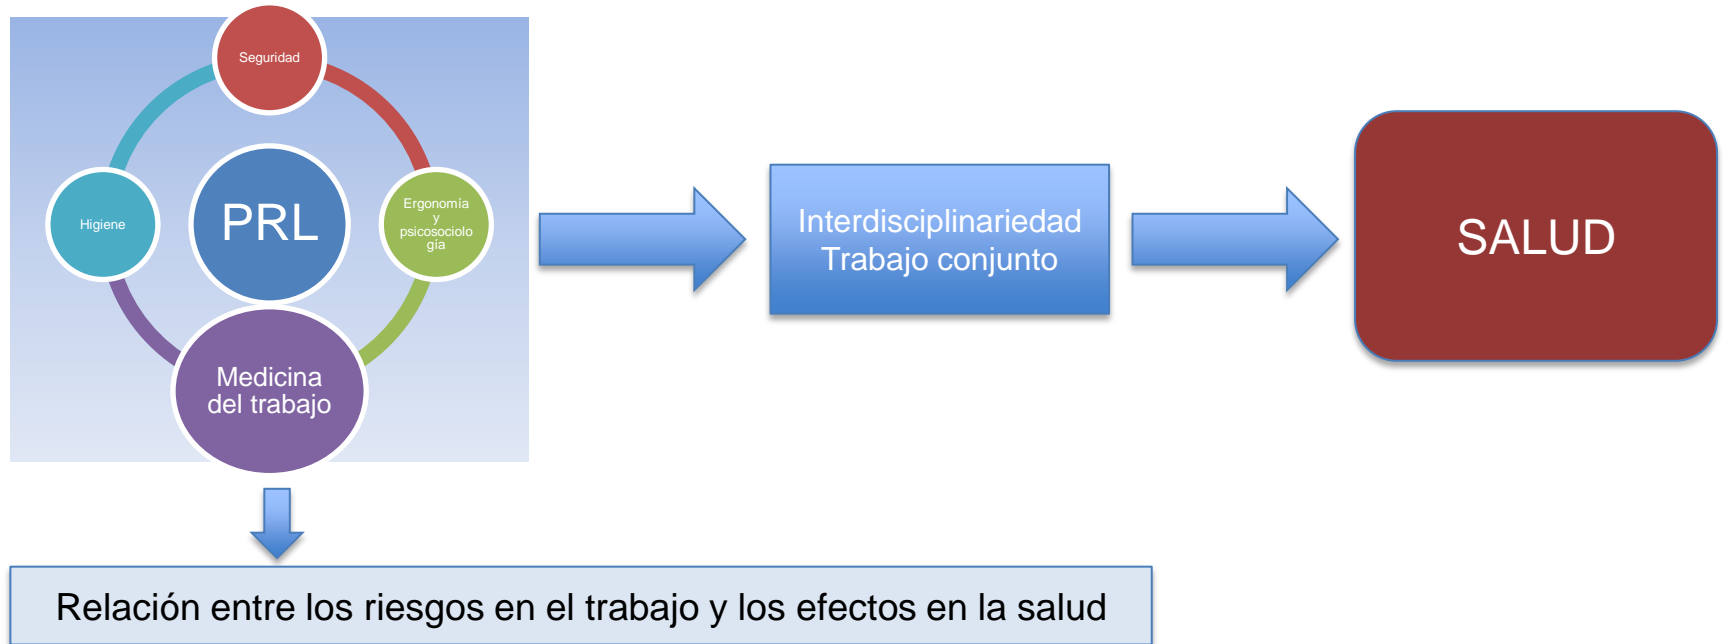 Seguridad
Higiene
PRL
Ergonomía
y
psicosociolo
gía
Medicina
del trabajo
Interdisciplinariedad
Trabajo conjunto
SALUD
Relación entre los riesgos en el trabajo y los efectos en la salud